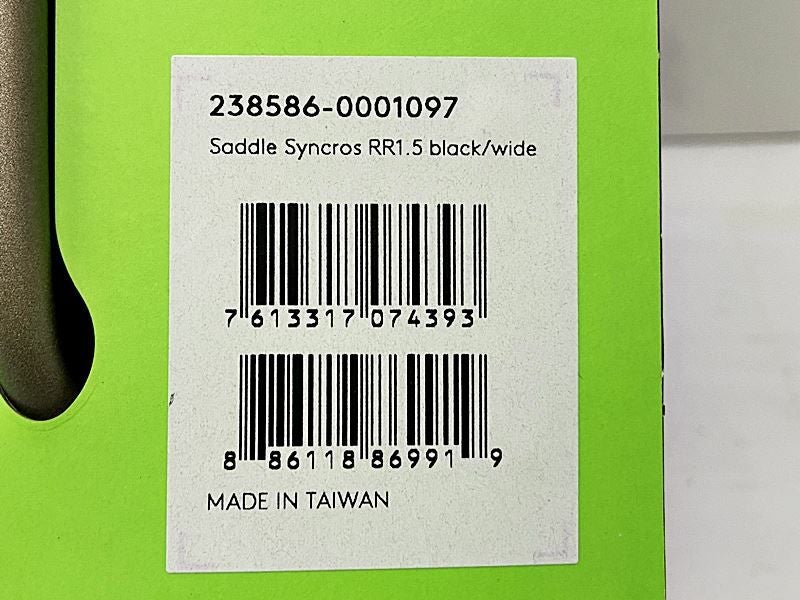 238586-0001097
Saddle Syncros RR1.5 black/wide
7 613317 074393
8 86118 86991 9
MADE IN TAIWAN